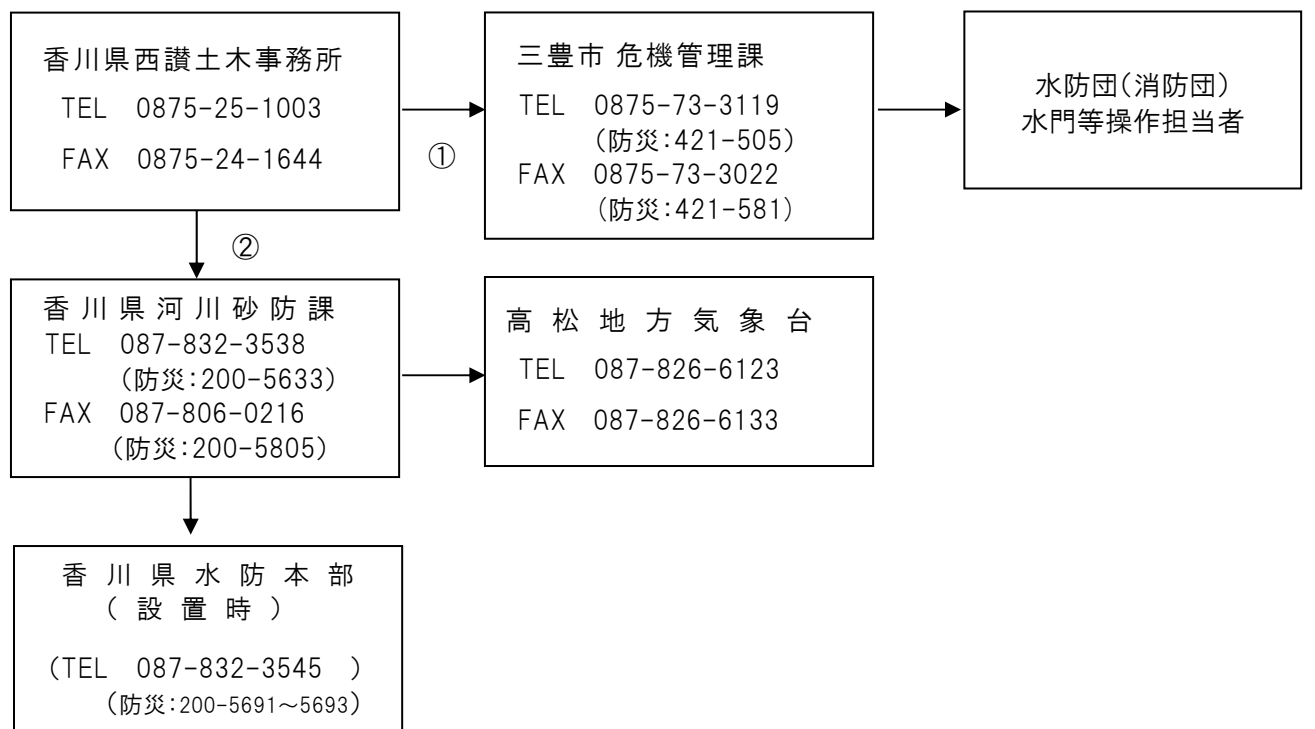 香川県西讃土木事務所
TEL 0875-25-1003
FAX 0875-24-1644
①
三豊市 危機管理課
TEL 0875-73-3119
(防災:421-505)
FAX 0875-73-3022
(防災:421-581)
水防団(消防団)
水門等操作担当者
②
香川県河川砂防課
TEL 087-832-3538
(防災:200-5633)
FAX 087-806-0216
(防災:200-5805)
高松地方気象台
TEL 087-826-6123
FAX 087-826-6133
香川県水防本部
(設置時)
(TEL 087-832-3545 )
(防災:200-5691～5693)